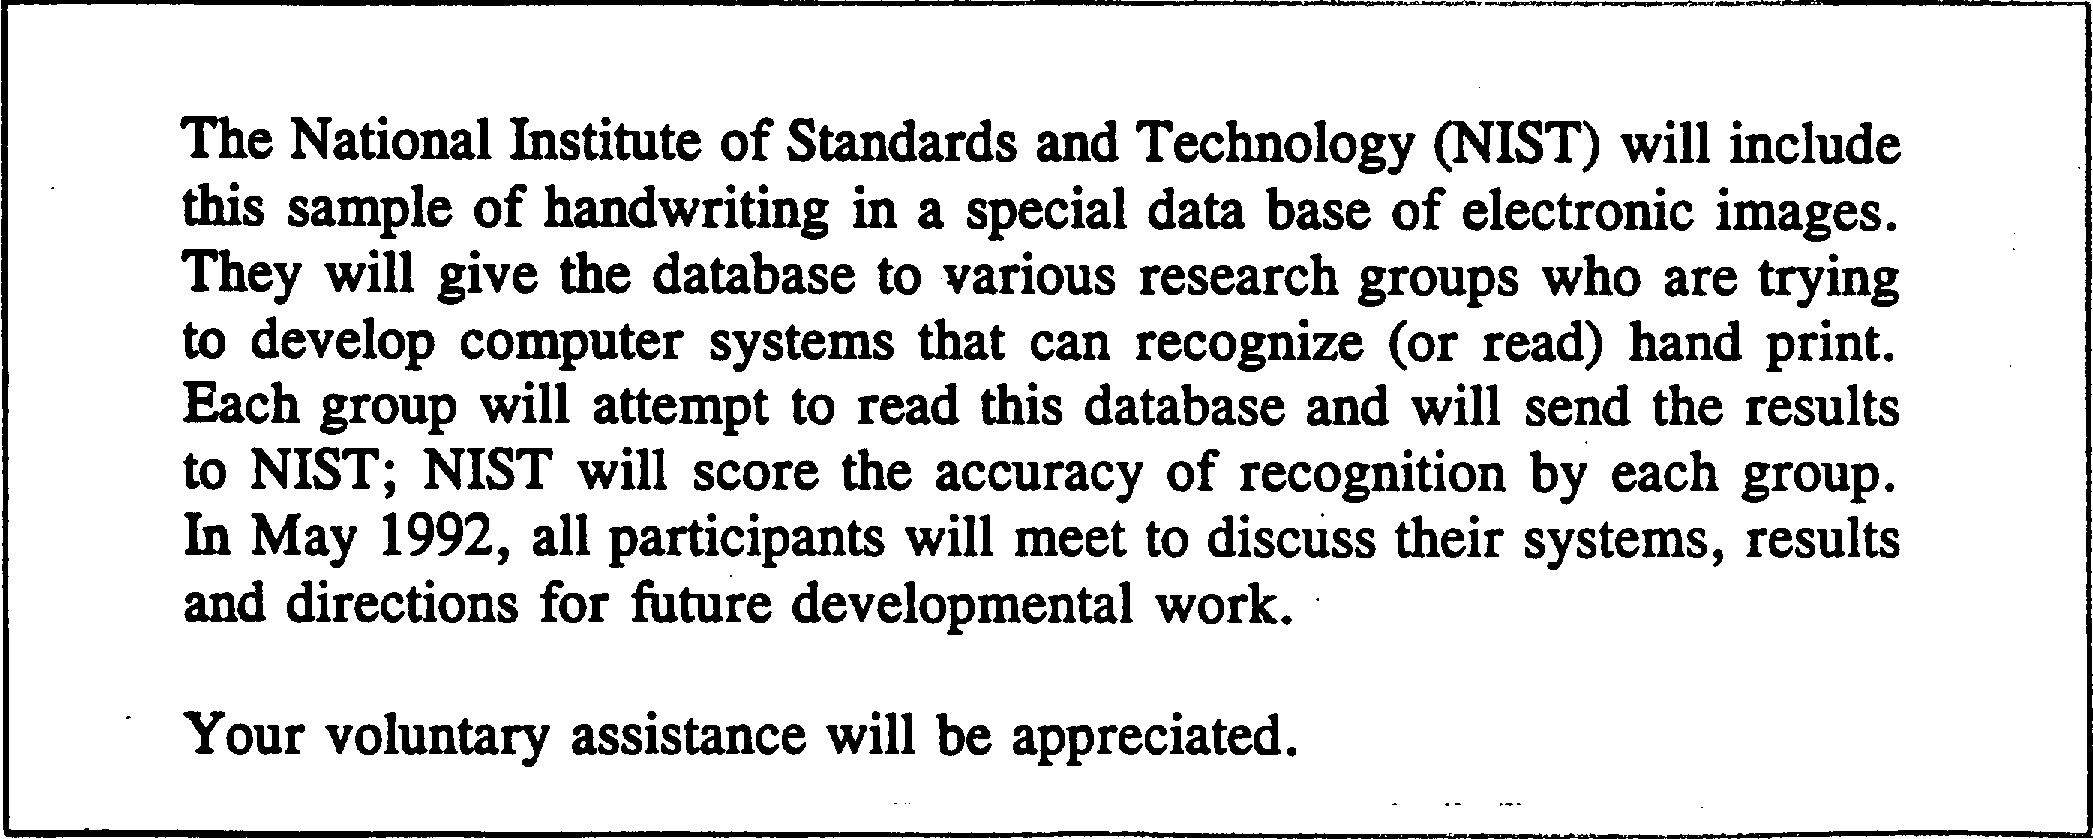 The National Institute of Standards and Technology (NIST) will include
this sample of handwriting in a special data base of electronic images.
They will give the database to various research groups who are trying
to develop computer systems that can recognize (or read) hand print.
Each group will attempt to read this database and will send the results
to NIST; NIST will score the accuracy of recognition by each group.
In May 1992, all participants will meet to discuss their systems, results
and directions for future developmental work.
Your voluntary assistance will be appreciated.